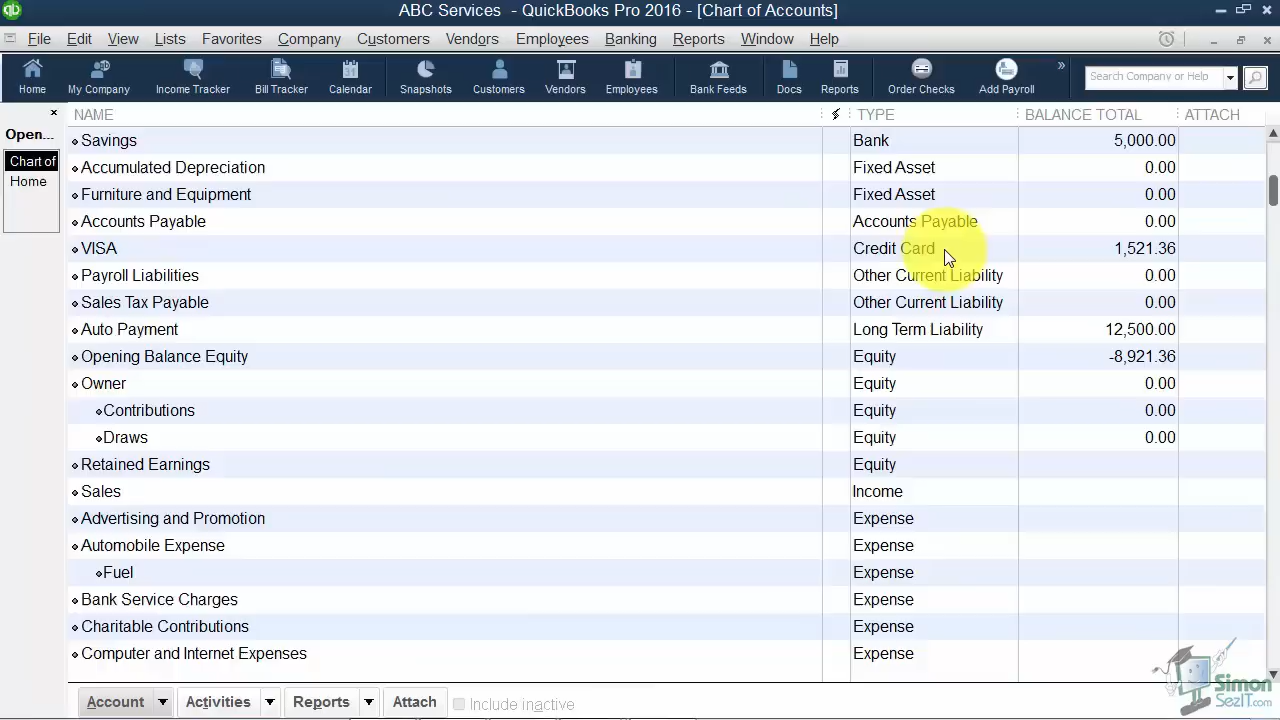 ABC Services - QuickBooks Pro 2016 - [Chart of Accounts]
File Edit View Lists Favorites Company Customers Vendors Employees Banking Reports Window Help
Home My Company Income Tracker Bill Tracker Calendar Snapshots Customers Vendors Employees Bank Feeds Docs Reports Order Checks Add Payroll » Search Company or Help
Open...
Chart of
Home
NAME TYPE BALANCE TOTAL ATTACH
Savings Bank 5,000.00
Accumulated Depreciation Fixed Asset 0.00
Furniture and Equipment Fixed Asset 0.00
Accounts Payable Accounts Payable 0.00
VISA Credit Card 1,521.36
Payroll Liabilities Other Current Liability 0.00
Sales Tax Payable Other Current Liability 0.00
Auto Payment Long Term Liability 12,500.00
Opening Balance Equity Equity -8,921.36
Owner Equity 0.00
Contributions Equity 0.00
Draws Equity 0.00
Retained Earnings Equity
Sales Income
Advertising and Promotion Expense
Automobile Expense Expense
Fuel Expense
Bank Service Charges Expense
Charitable Contributions Expense
Computer and Internet Expenses Expense
Account Activities Reports Attach Include inactive
Simon
SezIT.com